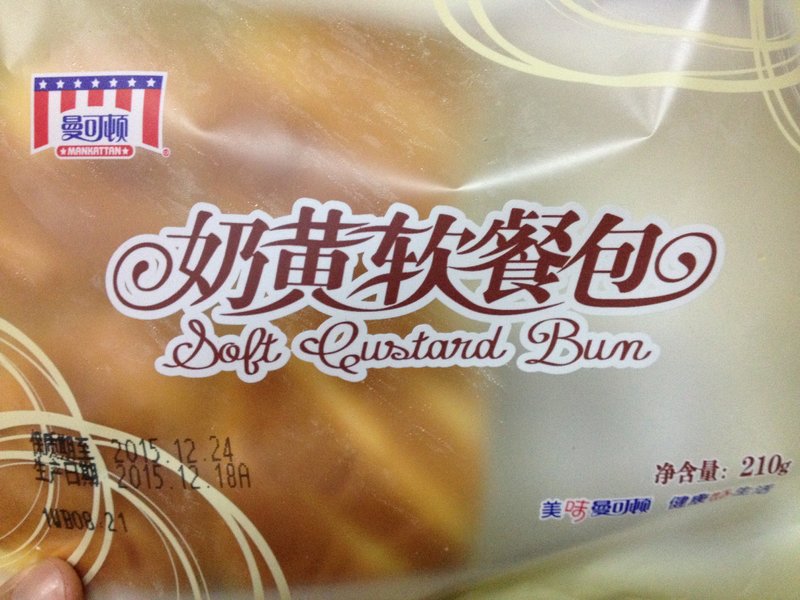 曼可顿
MANKATTAN
®
奶黄软餐包
Soft Custard Bun
保质期至 2015.12.24
生产日期 2015.12.18A
净含量: 210g
美味曼可顿 健康 生活